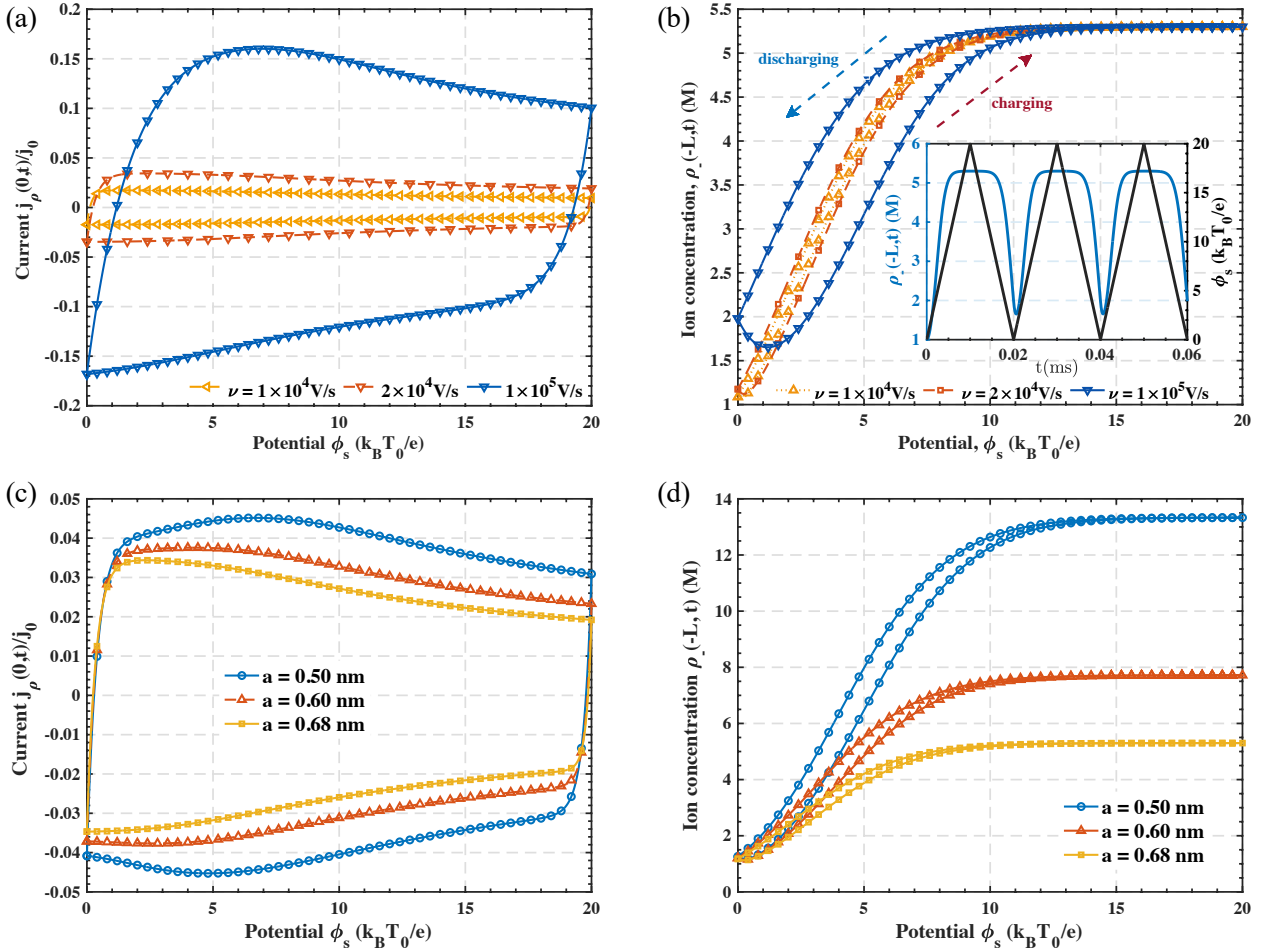 (a)
0.2
0.15
0.1
0.05
0
-0.05
-0.1
-0.15
-0.2
Current j_ρ(0,t)/j_0
ν = 1×10^4V/s 2×10^4V/s 1×10^5V/s
0 5 10 15 20
Potential ϕ_s (k_BT_0/e)
(b)
5.5
5
4.5
4
3.5
3
2.5
2
1.5
1
Ion concentration, ρ_-(-L,t) (M)
discharging
charging
6
5
4
3
2
1
ρ_-(-L,t) (M)
20
10
0
ϕ_s (k_BT_0/e)
0 0.02 0.04 0.06
t(ms)
ν = 1×10^4V/s ν = 2×10^4V/s ν = 1×10^5V/s
0 5 10 15 20
Potential, ϕ_s (k_BT_0/e)
(c)
0.05
0.04
0.03
0.02
0.01
0
-0.01
-0.02
-0.03
-0.04
-0.05
Current j_ρ(0,t)/j_0
a = 0.50 nm
a = 0.60 nm
a = 0.68 nm
0 5 10 15 20
Potential ϕ_s (k_BT_0/e)
(d)
14
12
10
8
6
4
2
0
Ion concentration ρ_-(-L, t) (M)
a = 0.50 nm
a = 0.60 nm
a = 0.68 nm
0 5 10 15 20
Potential ϕ_s (k_BT_0/e)